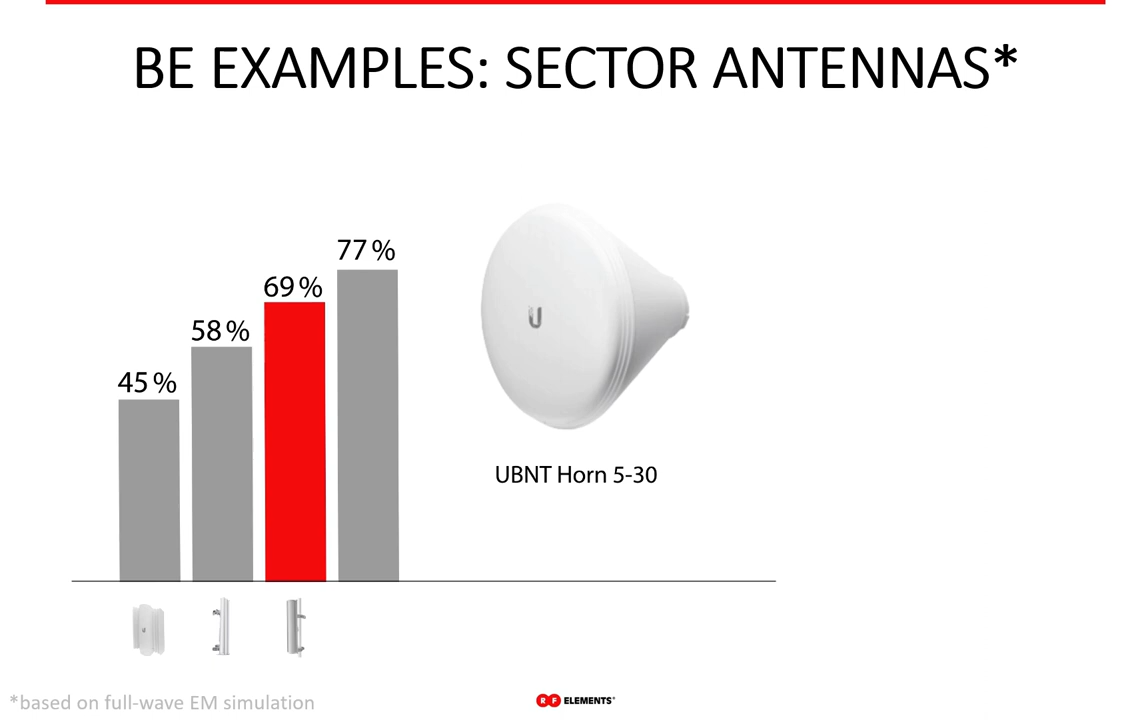 BE EXAMPLES: SECTOR ANTENNAS*
77 %
69 %
58 %
45 %
UBNT Horn 5-30
*based on full-wave EM simulation
RF ELEMENTS®